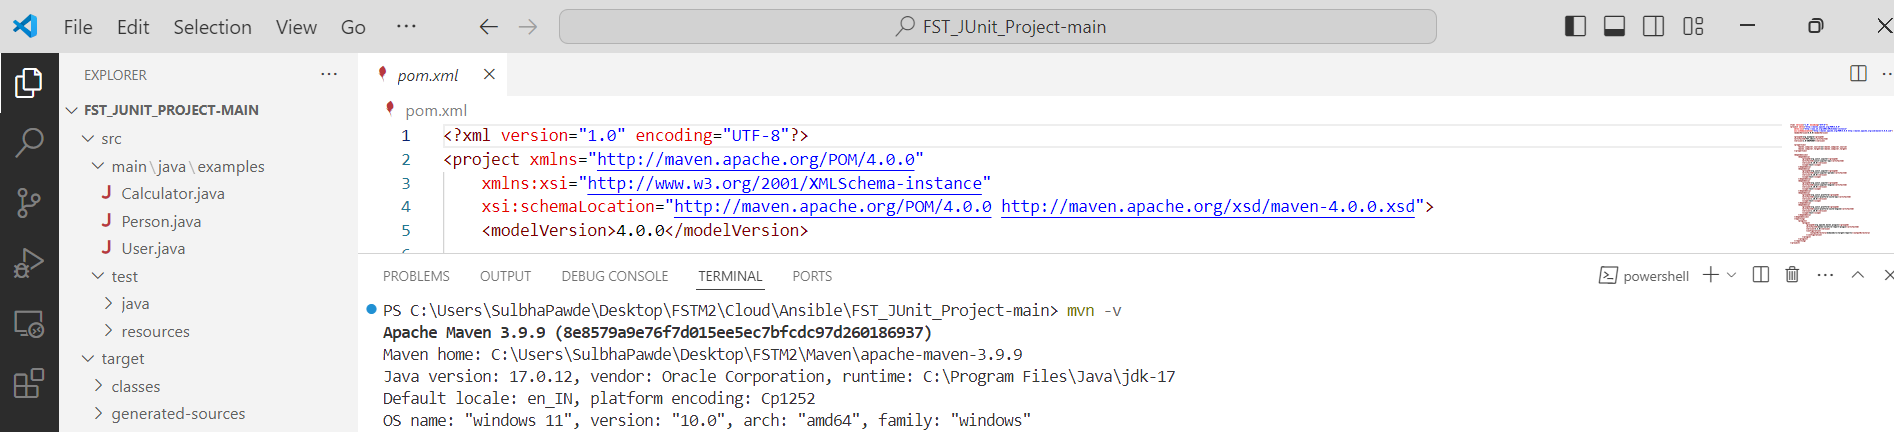 File Edit Selection View Go ··· FST_JUnit_Project-main
EXPLORER ···
FST_JUNIT_PROJECT-MAIN
src
main\java\examples
J Calculator.java
J Person.java
J User.java
test
java
resources
target
classes
generated-sources
pom.xml
pom.xml
1 <?xml version="1.0" encoding="UTF-8"?>
2 <project xmlns="http://maven.apache.org/POM/4.0.0"
3 xmlns:xsi="http://www.w3.org/2001/XMLSchema-instance"
4 xsi:schemaLocation="http://maven.apache.org/POM/4.0.0 http://maven.apache.org/xsd/maven-4.0.0.xsd">
5 <modelVersion>4.0.0</modelVersion>
PROBLEMS OUTPUT DEBUG CONSOLE TERMINAL PORTS powershell
PS C:\Users\SulbhaPawde\Desktop\FSTM2\Cloud\Ansible\FST_JUnit_Project-main> mvn -v
Apache Maven 3.9.9 (8e8579a9e76f7d015ee5ec7bfcdc97d260186937)
Maven home: C:\Users\SulbhaPawde\Desktop\FSTM2\Maven\apache-maven-3.9.9
Java version: 17.0.12, vendor: Oracle Corporation, runtime: C:\Program Files\Java\jdk-17
Default locale: en_IN, platform encoding: Cp1252
OS name: "windows 11", version: "10.0", arch: "amd64", family: "windows"